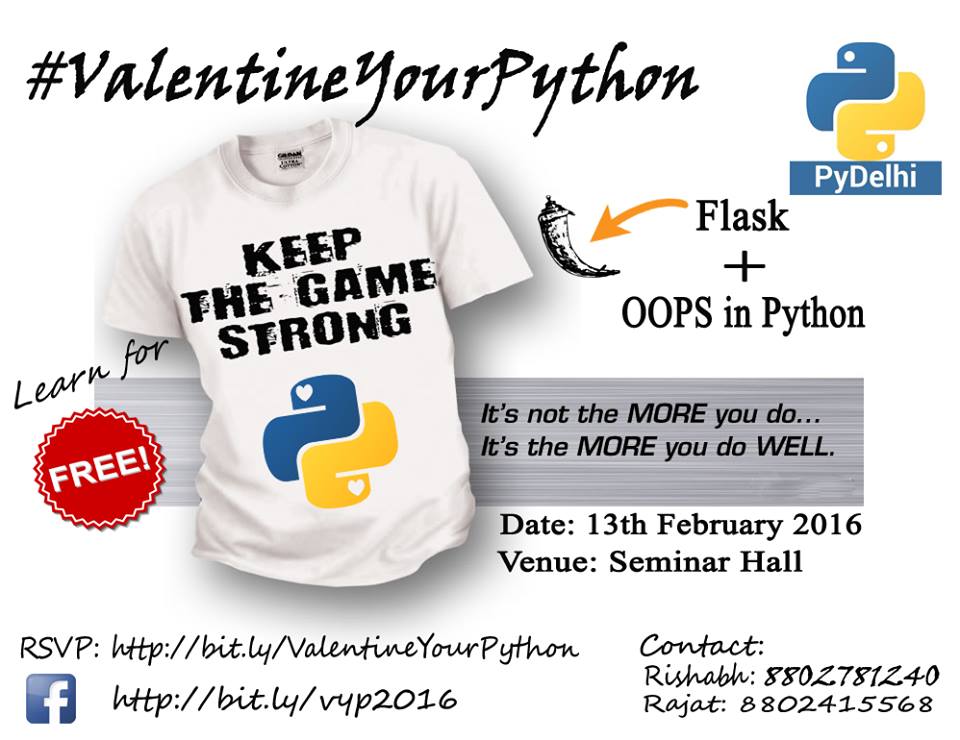 #ValentineYourPython
PyDelhi
KEEP
THE GAME
STRONG
Flask
+
OOPS in Python
Learn for
FREE!
It's not the MORE you do...
It's the MORE you do WELL.
Date: 13th February 2016
Venue: Seminar Hall
RSVP: http://bit.ly/ValentineYourPython
f http://bit.ly/vyp2016
Contact:
Rishabh: 8802781240
Rajat: 8802415568